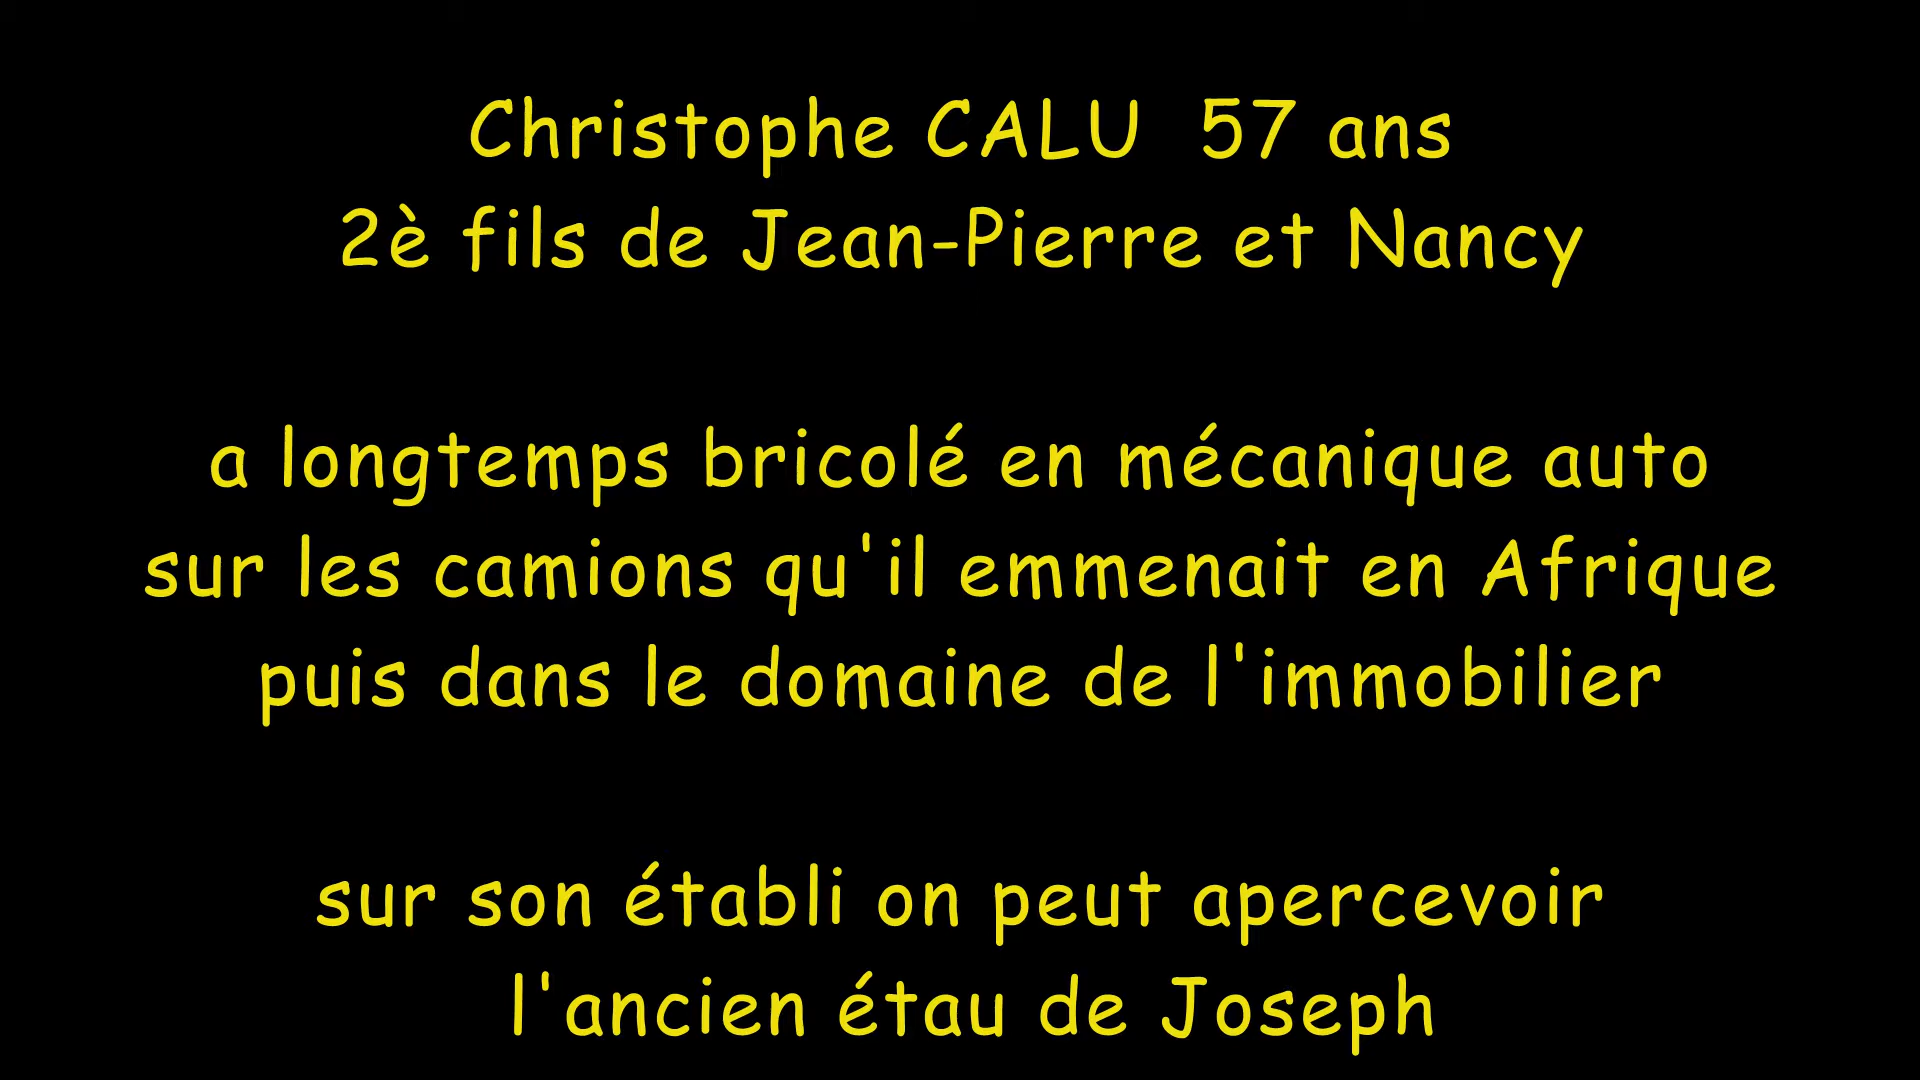 Christophe CALU  57 ans
2è fils de Jean-Pierre et Nancy
a longtemps bricolé en mécanique auto
sur les camions qu'il emmenait en Afrique
puis dans le domaine de l'immobilier
sur son établi on peut apercevoir
l'ancien étau de Joseph